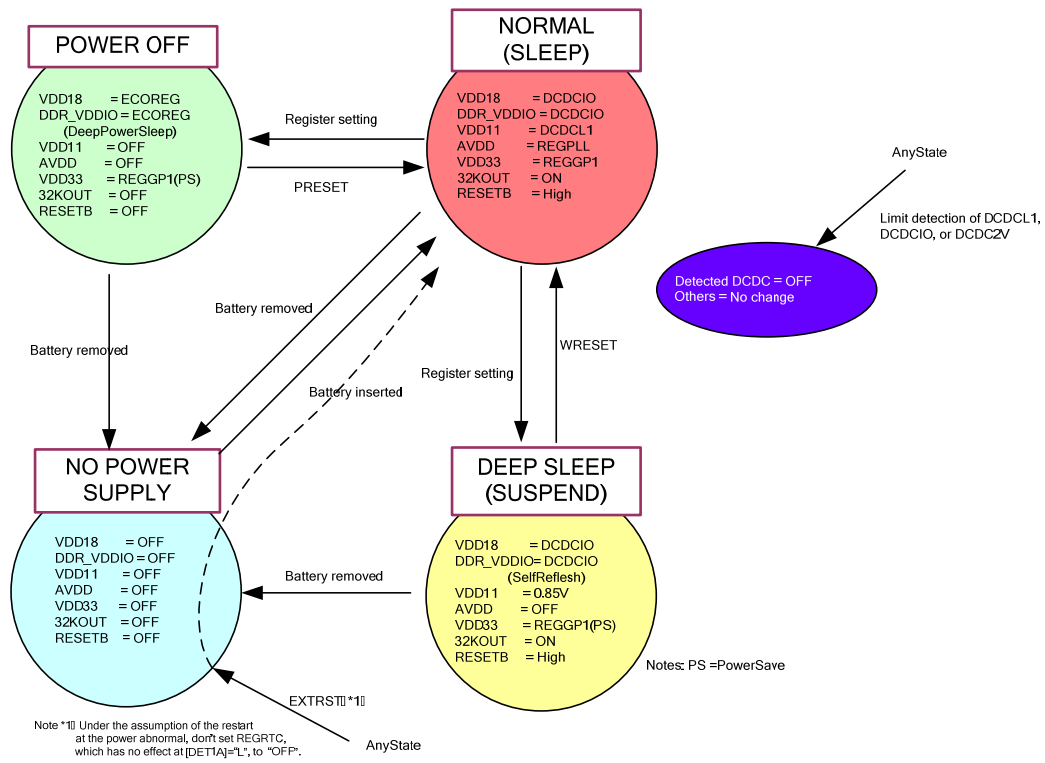 POWER OFF
VDD18 = ECOREG
DDR_VDDIO = ECOREG
(DeepPowerSleep)
VDD11 = OFF
AVDD = OFF
VDD33 = REGGP1(PS)
32KOUT = OFF
RESETB = OFF
Register setting
PRESET
NORMAL
(SLEEP)
VDD18 = DCDCIO
DDR_VDDIO = DCDCIO
VDD11 = DCDCL1
AVDD = REGPLL
VDD33 = REGGP1
32KOUT = ON
RESETB = High
AnyState
Limit detection of DCDCL1,
DCDCIO, or DCDC2V
Detected DCDC = OFF
Others = No change
Battery removed
Battery removed
Battery inserted
Register setting
WRESET
NO POWER
SUPPLY
VDD18 = OFF
DDR_VDDIO = OFF
VDD11 = OFF
AVDD = OFF
VDD33 = OFF
32KOUT = OFF
RESETB = OFF
Battery removed
DEEP SLEEP
(SUSPEND)
VDD18 = DCDCIO
DDR_VDDIO= DCDCIO
(SelfReflesh)
VDD11 = 0.85V
AVDD = OFF
VDD33 = REGGP1(PS)
32KOUT = ON
RESETB = High
Notes: PS =PowerSave
EXTRST *1
AnyState
Note *1 Under the assumption of the restart
at the power abnormal, don't set REGRTC,
which has no effect at [DET1A]="L", to "OFF".